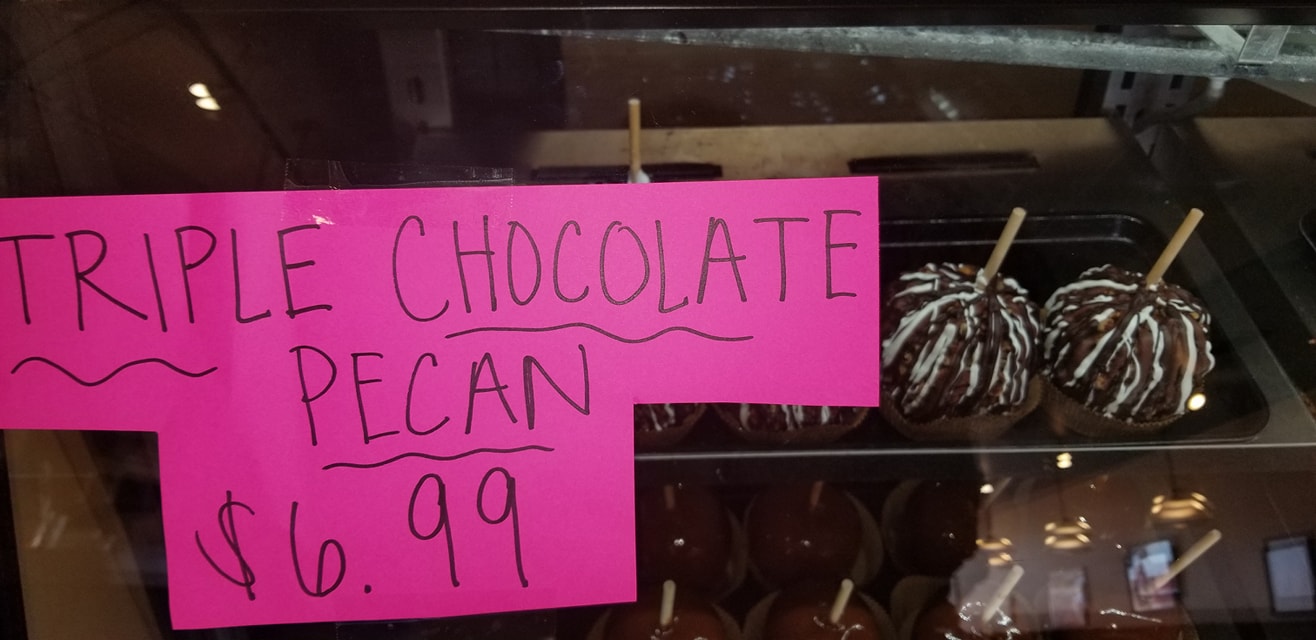 TRIPLE CHOCOLATE
PECAN
$6.99